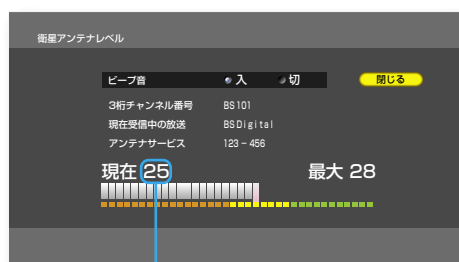 衛星アンテナレベル
ビープ音 入 切 閉じる
3桁チャンネル番号 BS101
現在受信中の放送 BSDigital
アンテナサービス 123－456
現在 25 最大 28